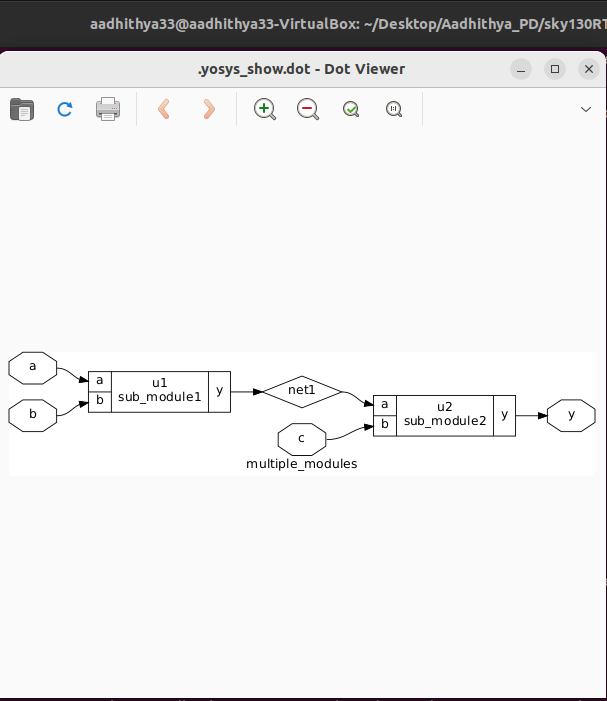 aadhithya33@aadhithya33-VirtualBox: ~/Desktop/Aadhithya_PD/sky130RT
.yosys_show.dot - Dot Viewer
a
b
a
b
u1
sub_module1
y
net1
c
a
b
u2
sub_module2
y
y
multiple_modules